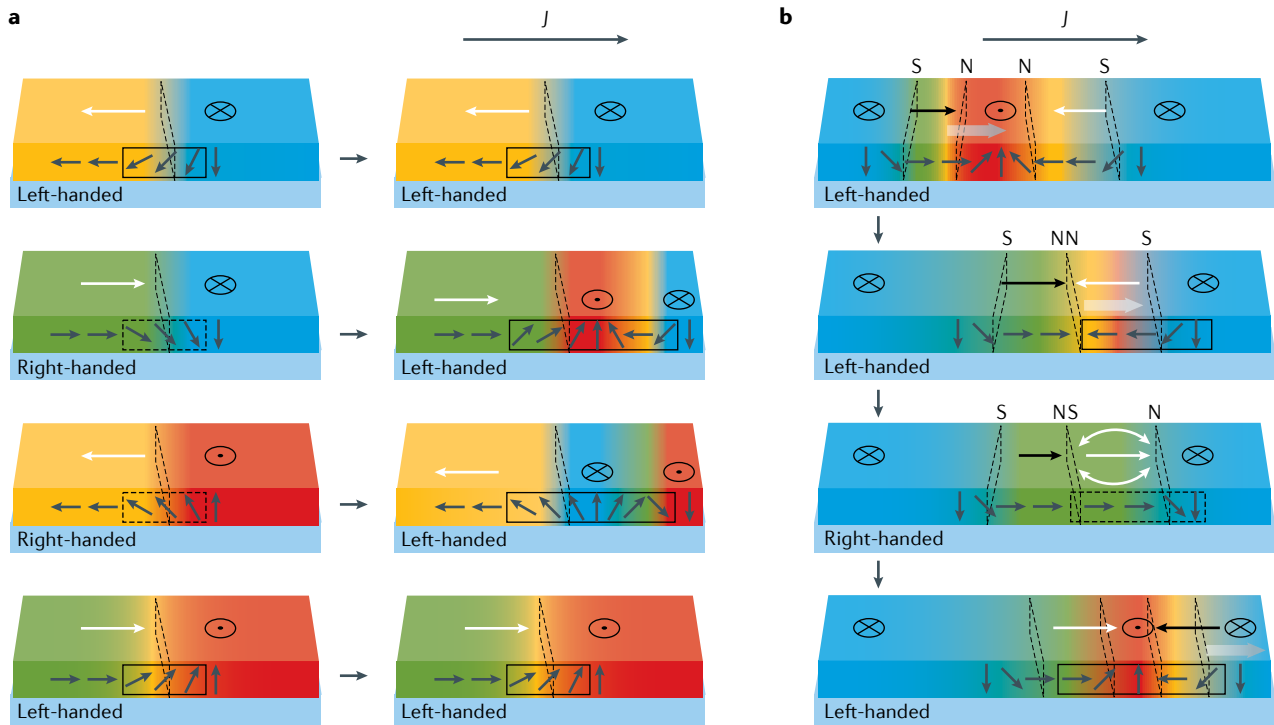 a
J
Left-handed
Left-handed
Right-handed
Left-handed
Right-handed
Left-handed
Left-handed
Left-handed
b
J
S N N S
Left-handed
S NN S
Left-handed
S NS N
Right-handed
Left-handed